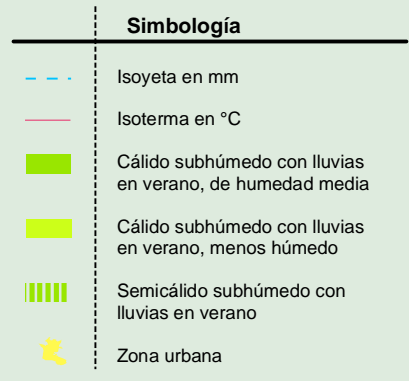 Simbología
Isoyeta en mm
Isoterma en °C
Cálido subhúmedo con lluvias
en verano, de humedad media
Cálido subhúmedo con lluvias
en verano, menos húmedo
Semicálido subhúmedo con
lluvias en verano
Zona urbana